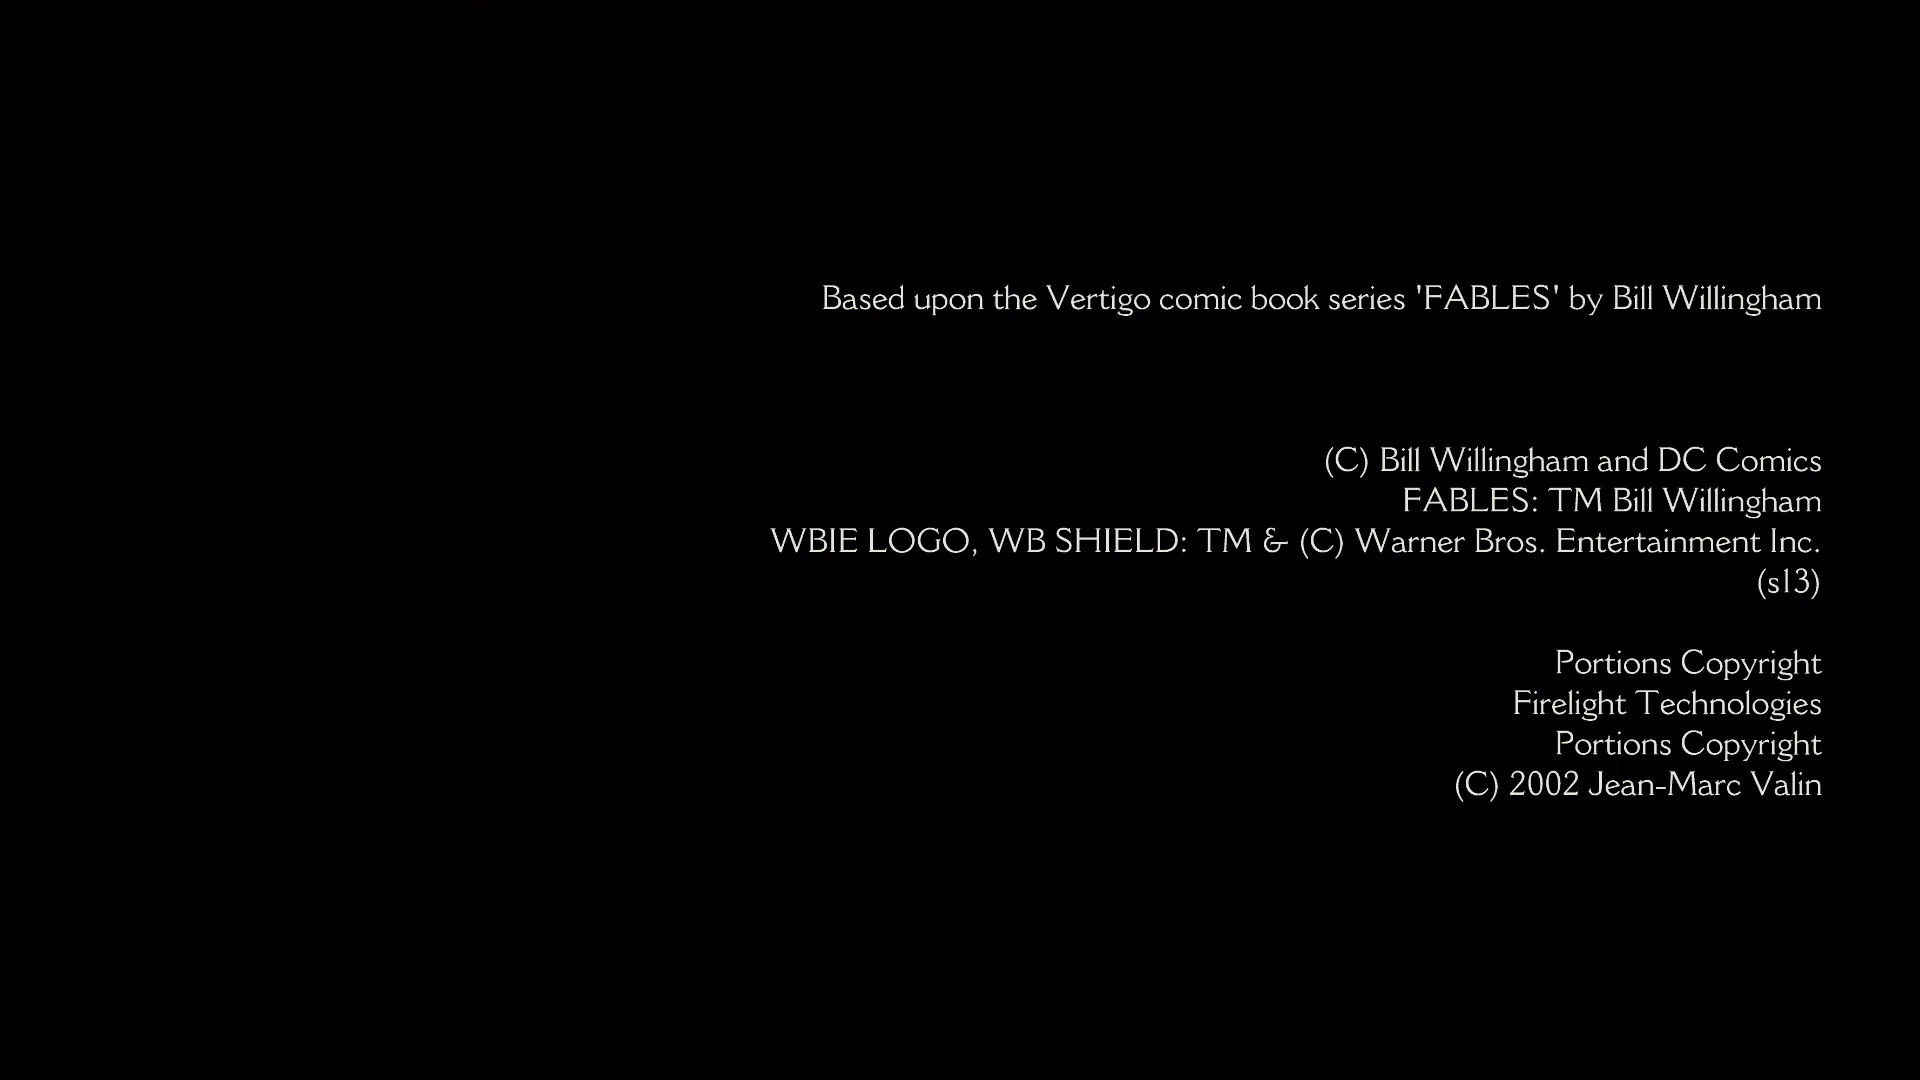 Based upon the Vertigo comic book series 'FABLES' by Bill Willingham
(C) Bill Willingham and DC Comics
FABLES: TM Bill Willingham
WBIE LOGO, WB SHIELD: TM & (C) Warner Bros. Entertainment Inc.
(s13)
Portions Copyright
Firelight Technologies
Portions Copyright
(C) 2002 Jean-Marc Valin